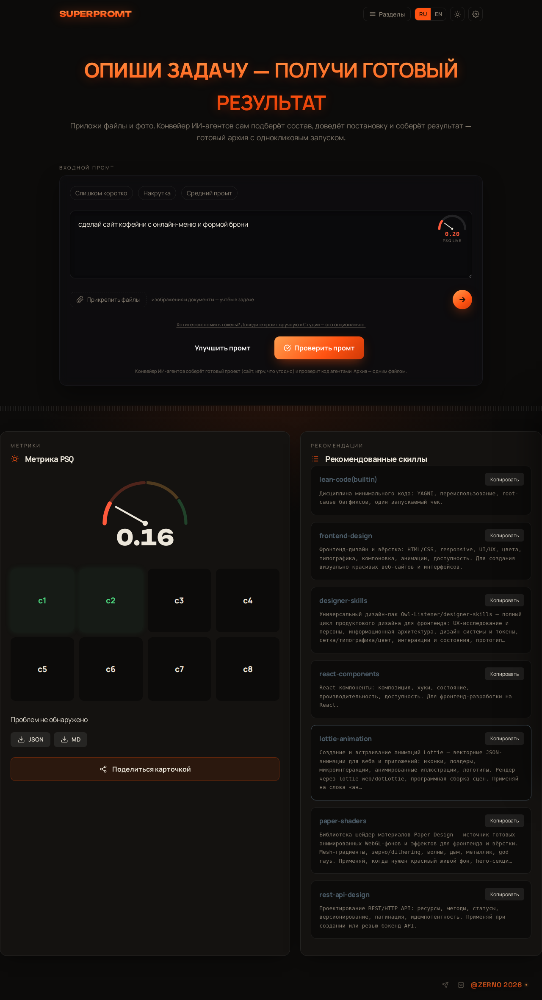 SUPERPROMT
Разделы
RU
EN
ОПИШИ ЗАДАЧУ — ПОЛУЧИ ГОТОВЫЙ
РЕЗУЛЬТАТ
Приложи файлы и фото. Конвейер ИИ-агентов сам подберёт состав, доведёт постановку и соберёт результат —
готовый архив с однокликовым запуском.
ВХОДНОЙ ПРОМТ
Слишком коротко
Накрутка
Средний промт
сделай сайт кофейни с онлайн-меню и формой брони
0.20
PSQ LIVE
Прикрепить файлы
изображения и документы — учтём в задаче
Хотите сэкономить токены? Доведите промт вручную в Студии — это опционально.
Улучшить промт
Проверить промт
Конвейер ИИ-агентов соберёт готовый проект (сайт, игру, что угодно) и проверит код агентами. Архив — одним файлом.
МЕТРИКИ
Метрика PSQ
0.16
c1
c2
c3
c4
c5
c6
c7
c8
Проблем не обнаружено
JSON
MD
Поделиться карточкой
РЕКОМЕНДАЦИИ
Рекомендованные скиллы
lean-code(builtin)
Копировать
Дисциплина минимального кода: YAGNI, переиспользование, root-
cause багфиксов, один запускаемый чек.
frontend-design
Копировать
Фронтенд-дизайн и вёрстка: HTML/CSS, responsive, UI/UX, цвета,
типографика, компоновка, анимации, доступность. Для создания
визуально красивых веб-сайтов и интерфейсов.
designer-skills
Копировать
Универсальный дизайн-пак Owl-Listener/designer-skills — полный
цикл продуктового дизайна для фронтенда: UX-исследование и
персоны, информационная архитектура, дизайн-системы и токены,
сетка/типографика/цвет, интеракции и состояния, прототип…
react-components
Копировать
React-компоненты: композиция, хуки, состояние,
производительность, доступность. Для фронтенд-разработки на
React.
lottie-animation
Копировать
Создание и встраивание анимаций Lottie — векторные JSON-
анимации для веба и приложений: иконки, лоадеры,
микроинтеракции, анимированные иллюстрации, логотипы. Рендер
через lottie-web/dotLottie, программная сборка сцен. Применяй
на слова «ан…
paper-shaders
Копировать
Библиотека шейдер-материалов Paper Design — источник готовых
анимированных WebGL-фонов и эффектов для фронтенда и вёрстки.
Mesh-градиенты, зерно/dithering, волны, дым, металлик, god
rays. Применяй, когда нужен красивый живой фон, hero-секци…
rest-api-design
Копировать
Проектирование REST/HTTP API: ресурсы, методы, статусы,
версионирование, пагинация, идемпотентность. Применяй при
создании или ревью бэкенд-API.
@ZERNO 2026 •